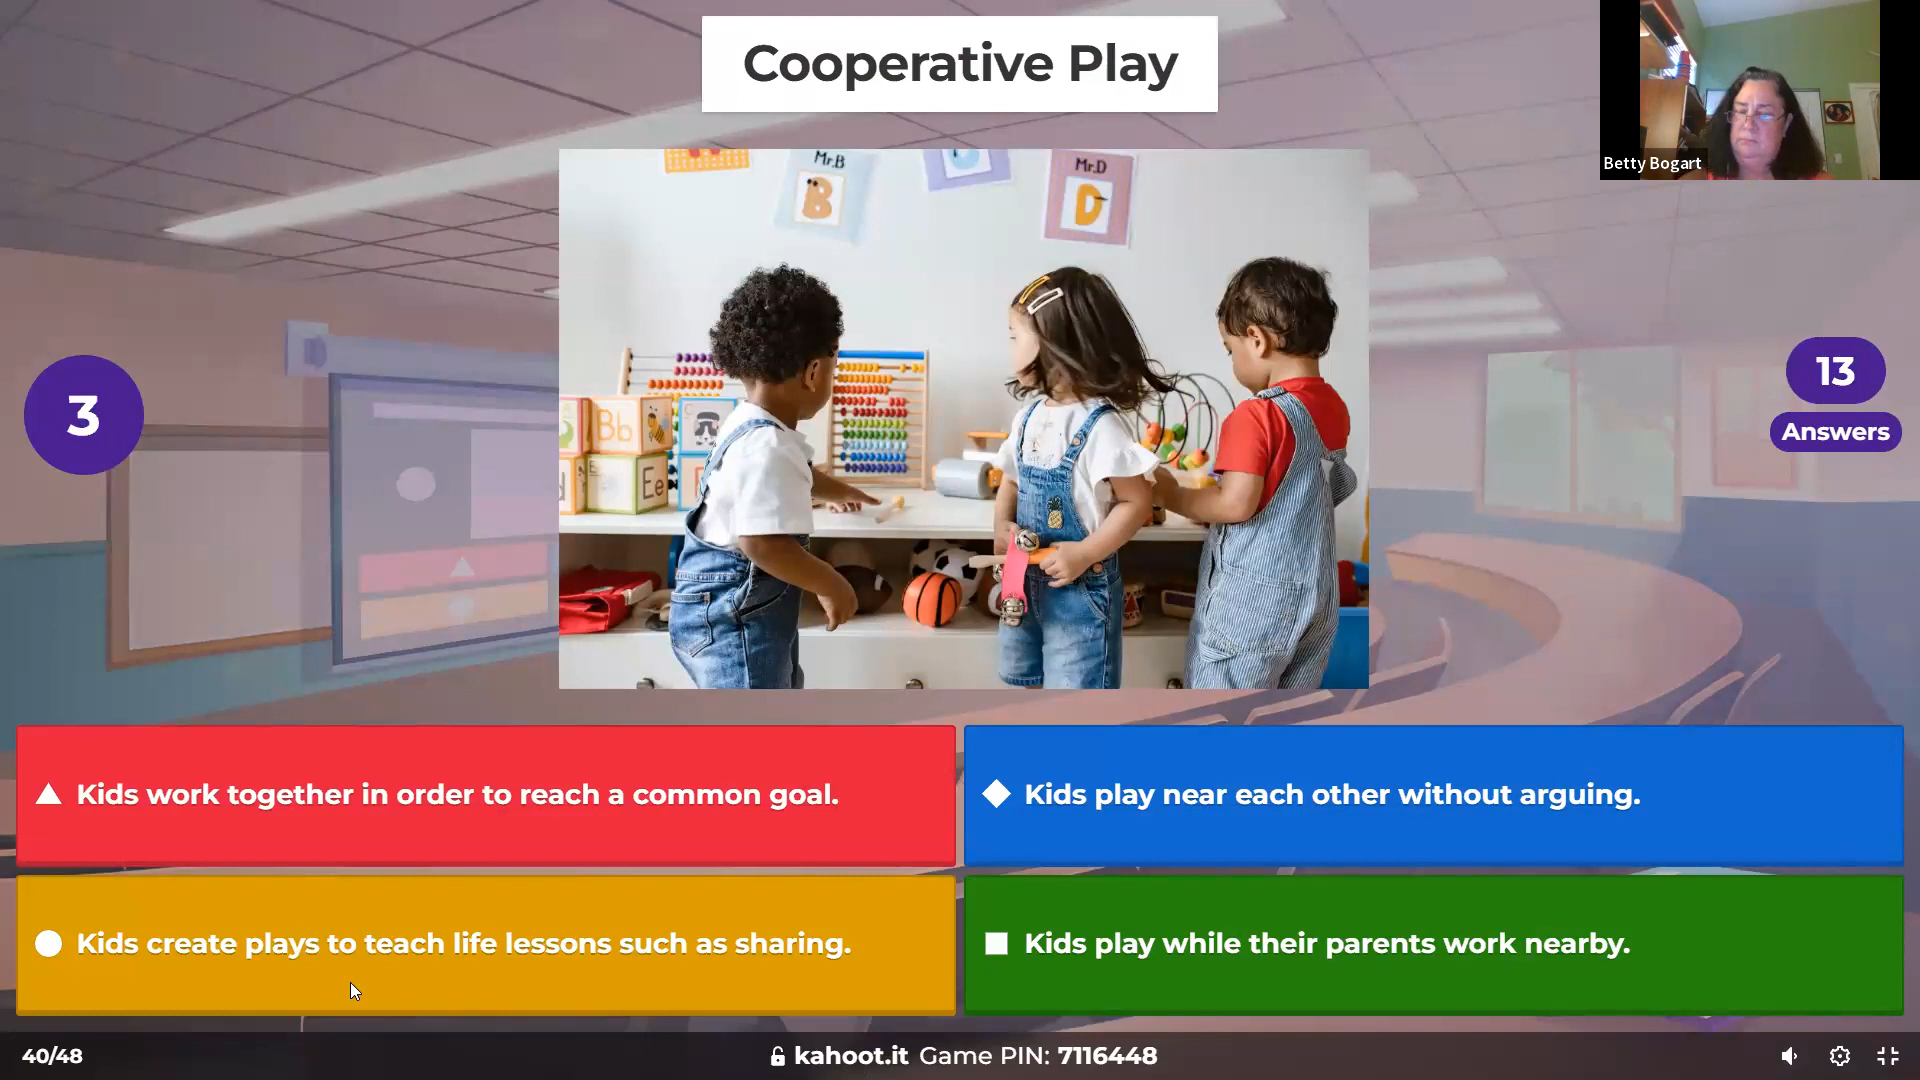 Cooperative Play
Betty Bogart
Mr.B
B
Mr.D
D
Bb
Ee
3
13
Answers
Kids work together in order to reach a common goal.
Kids play near each other without arguing.
Kids create plays to teach life lessons such as sharing.
Kids play while their parents work nearby.
40/48
kahoot.it Game PIN: 7116448